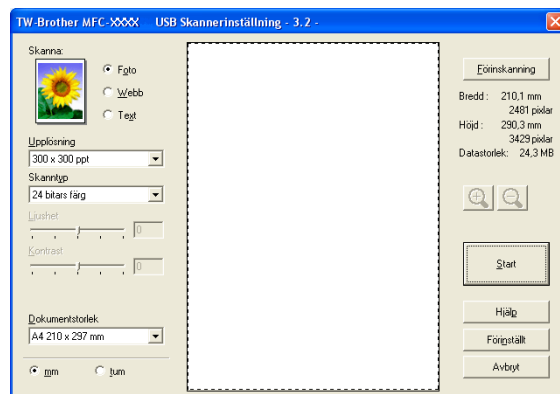 TW-Brother MFC-XXXX USB Skannerinställning - 3.2 -
Skanna:
Foto
Webb
Text
Upplösning
300 x 300 ppt
Skanntyp
24 bitars färg
Ljushet
0
Kontrast
0
Dokumentstorlek
A4 210 x 297 mm
mm tum
Förinskanning
Bredd : 210,1 mm
2481 pixlar
Höjd : 290,3 mm
3429 pixlar
Datastorlek: 24,3 MB
Start
Hjälp
Förinställt
Avbryt